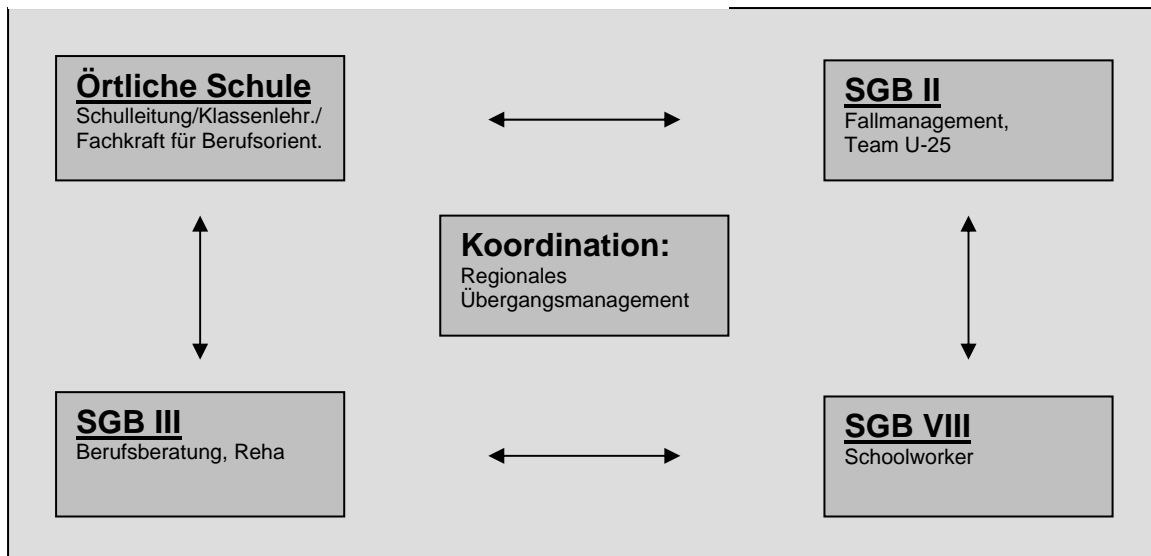 Örtliche Schule
Schulleitung/Klassenlehr./
Fachkraft für Berufsorient.
SGB II
Fallmanagement,
Team U-25
Koordination:
Regionales
Übergangsmanagement
SGB III
Berufsberatung, Reha
SGB VIII
Schoolworker